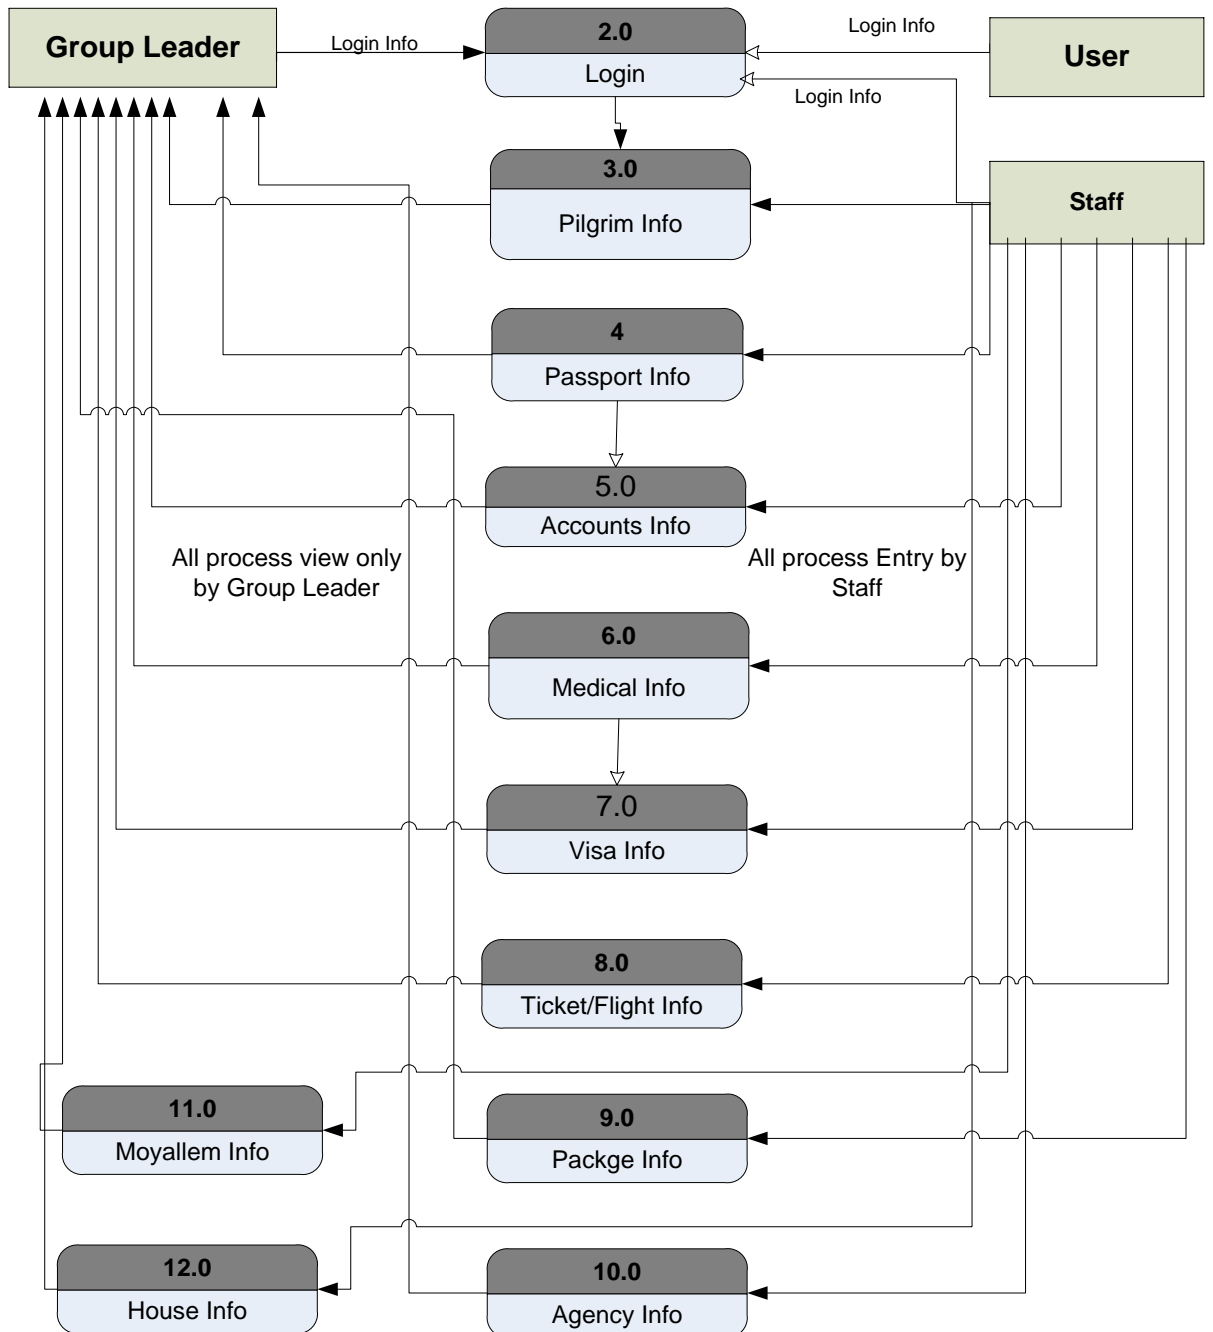 Group Leader
Login Info
2.0
Login
Login Info
User
Login Info
3.0
Pilgrim Info
Staff
4
Passport Info
5.0
Accounts Info
All process view only
by Group Leader
All process Entry by
Staff
6.0
Medical Info
7.0
Visa Info
8.0
Ticket/Flight Info
11.0
Moyallem Info
9.0
Packge Info
12.0
House Info
10.0
Agency Info